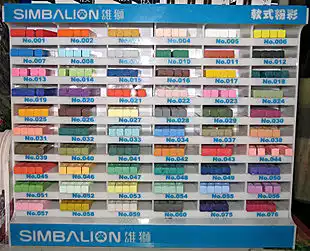 SIMBALION 雄獅 軟式粉彩
No.001 No.002 No.003 No.004 No.005 No.006
No.007 No.008 No.009 No.010 No.011 No.012
No.013 No.014 No.015 No.016 No.017 No.018
No.019 No.020 No.021 No.022 No.023 No.024
No.025 No.026 No.027 No.028 No.029 No.030
No.031 No.032 No.033 No.034 No.037 No.038
No.039 No.040 No.041 No.042 No.043 No.044
No.045 No.046 No.047 No.048 No.049 No.050
No.051 No.052 No.053 No.054 No.055 No.056
No.057 No.058 No.059 No.060 No.075 No.076
SIMBALION 雄獅 SIMBALION 雄獅